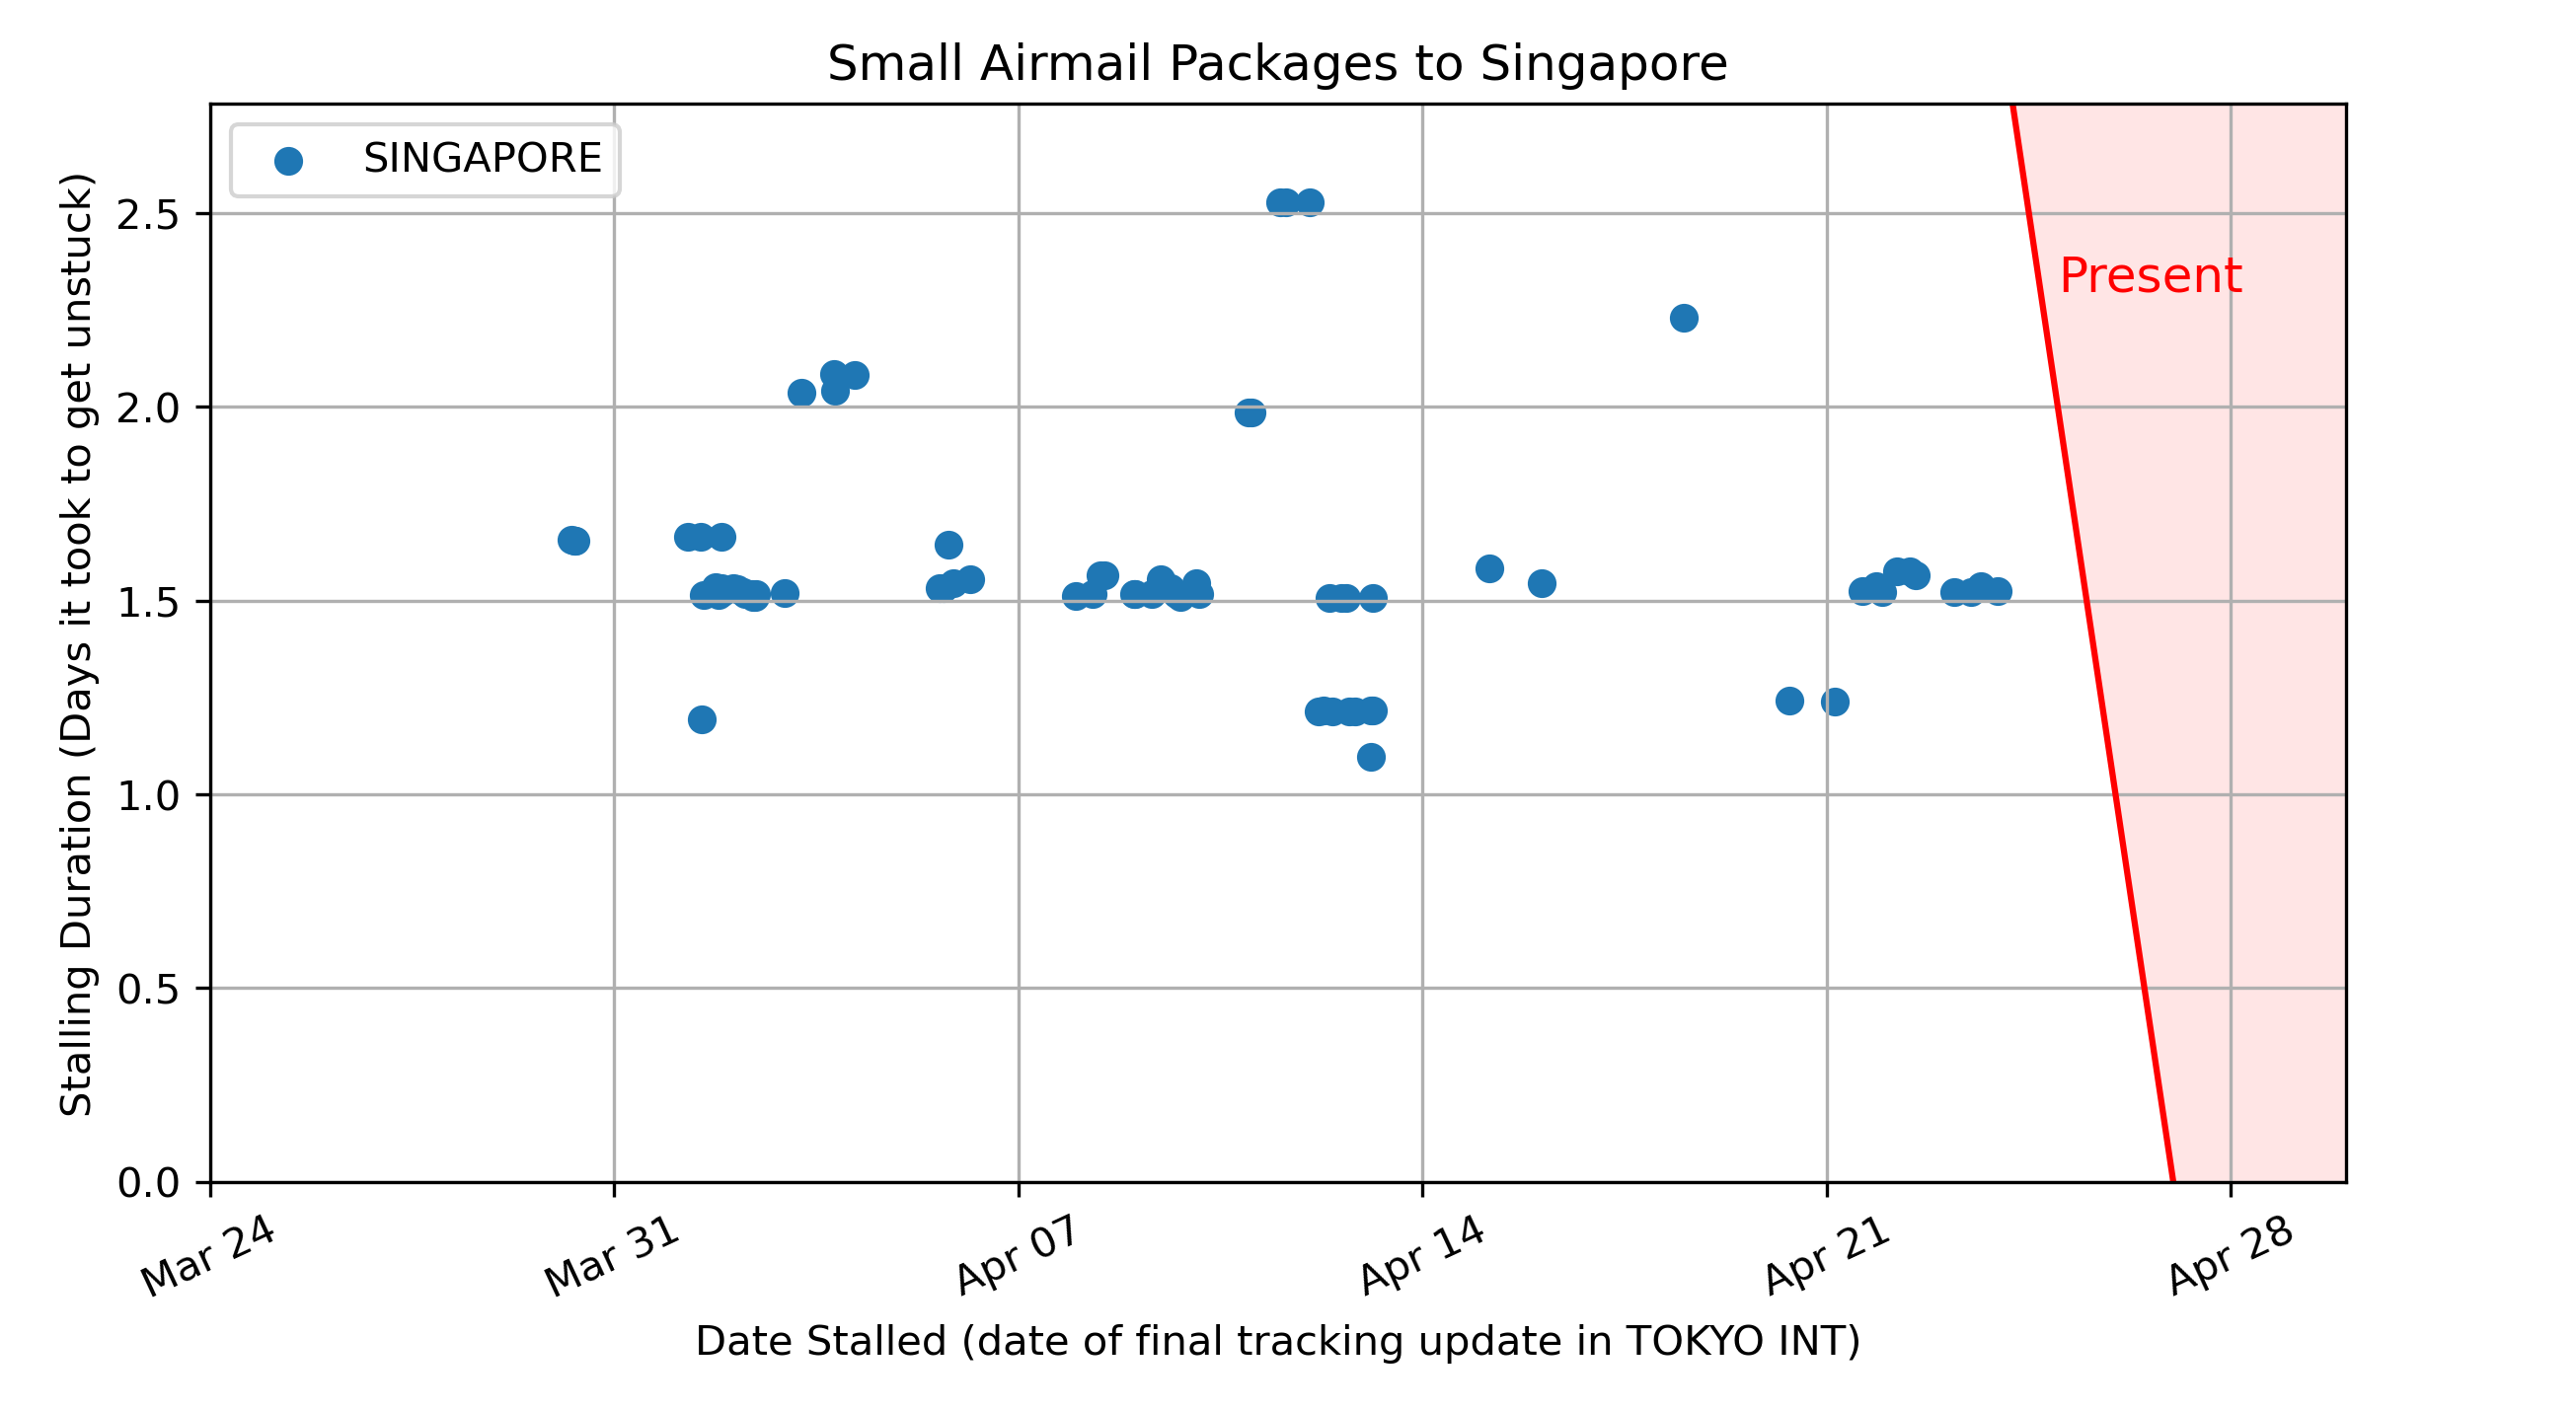 Small Airmail Packages to Singapore
SINGAPORE
Present
Stalling Duration (Days it took to get unstuck)
2.5
2.0
1.5
1.0
0.5
0.0
Mar 24
Mar 31
Apr 07
Apr 14
Apr 21
Apr 28
Date Stalled (date of final tracking update in TOKYO INT)